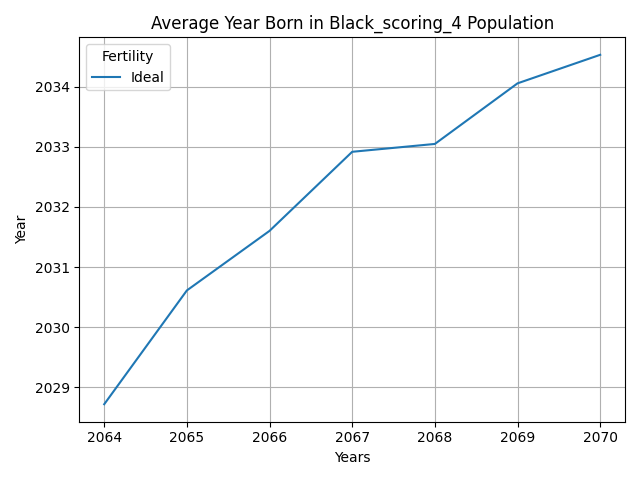 Average Year Born in Black_scoring_4 Population
Fertility
Ideal
2034
2033
2032
2031
2030
2029
Year
2064 2065 2066 2067 2068 2069 2070
Years